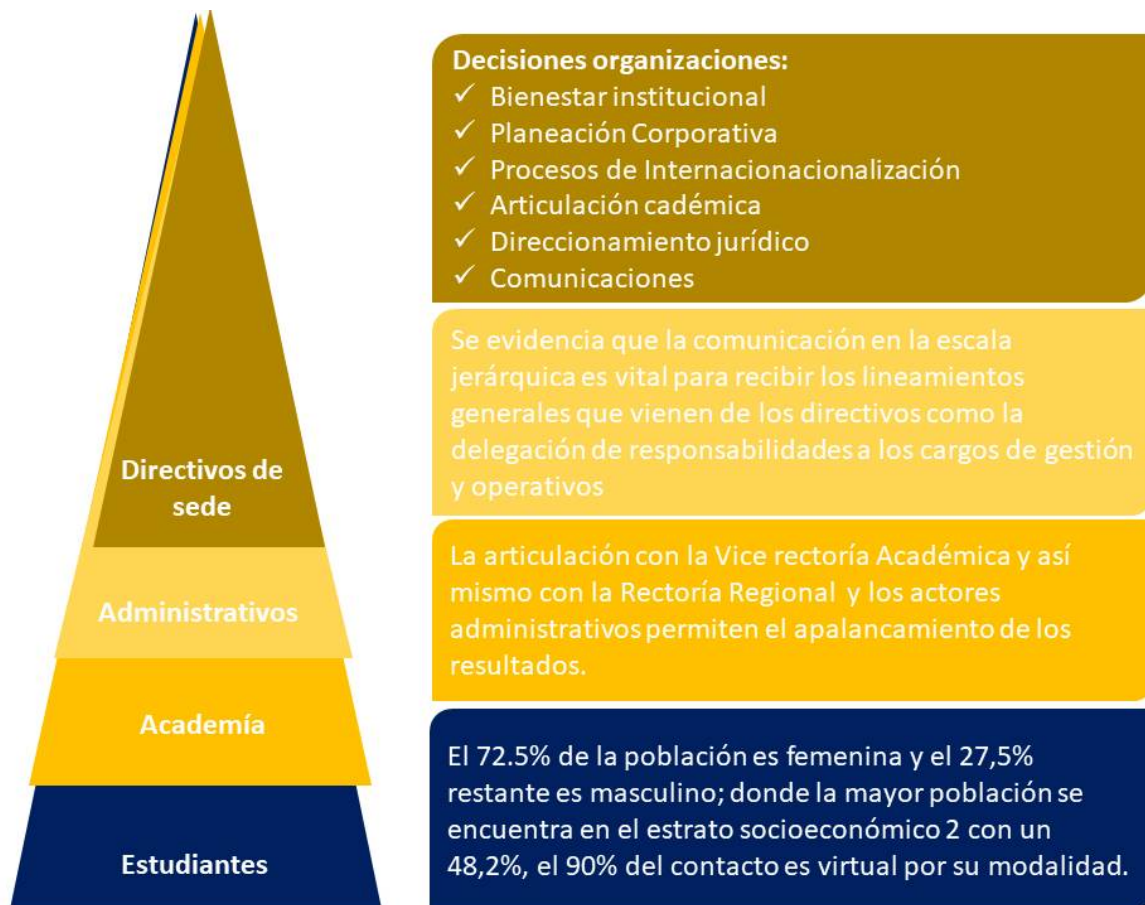 Decisiones organizaciones:
✓ Bienestar institucional
✓ Planeación Corporativa
✓ Procesos de Internacionacionalización
✓ Articulación cadémica
✓ Direccionamiento jurídico
✓ Comunicaciones
Directivos de
sede
Se evidencia que la comunicación en la escala
jerárquica es vital para recibir los lineamientos
generales que vienen de los directivos como la
delegación de responsabilidades a los cargos de gestión
y operativos
Administrativos
La articulación con la Vice rectoría Académica y así
mismo con la Rectoría Regional y los actores
administrativos permiten el apalancamiento de los
resultados.
Academía
El 72.5% de la población es femenina y el 27,5%
restante es masculino; donde la mayor población se
encuentra en el estrato socioeconómico 2 con un
48,2%, el 90% del contacto es virtual por su modalidad.
Estudiantes